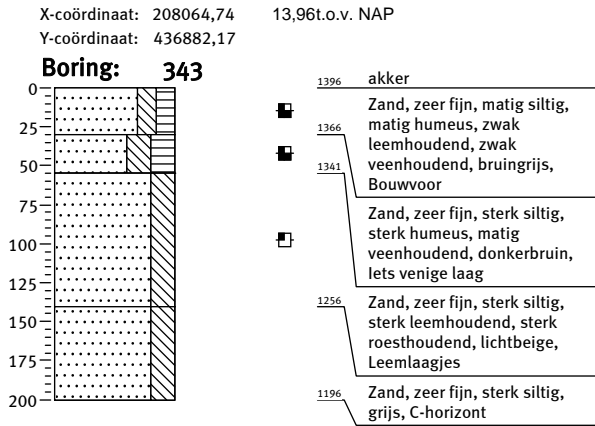 X-coördinaat: 208064,74 13,96t.o.v. NAP
Y-coördinaat: 436882,17
Boring: 343
0
25
50
75
100
125
150
175
200
1396 akker
Zand, zeer fijn, matig siltig,
matig humeus, zwak
leemhoudend, zwak
veenhoudend, bruingrijs,
Bouwvoor
1366
Zand, zeer fijn, sterk siltig,
sterk humeus, matig
veenhoudend, donkerbruin,
Iets venige laag
1341
Zand, zeer fijn, sterk siltig,
sterk leemhoudend, sterk
roesthoudend, lichtbeige,
Leemlaagjes
1256
Zand, zeer fijn, sterk siltig,
grijs, C-horizont
1196